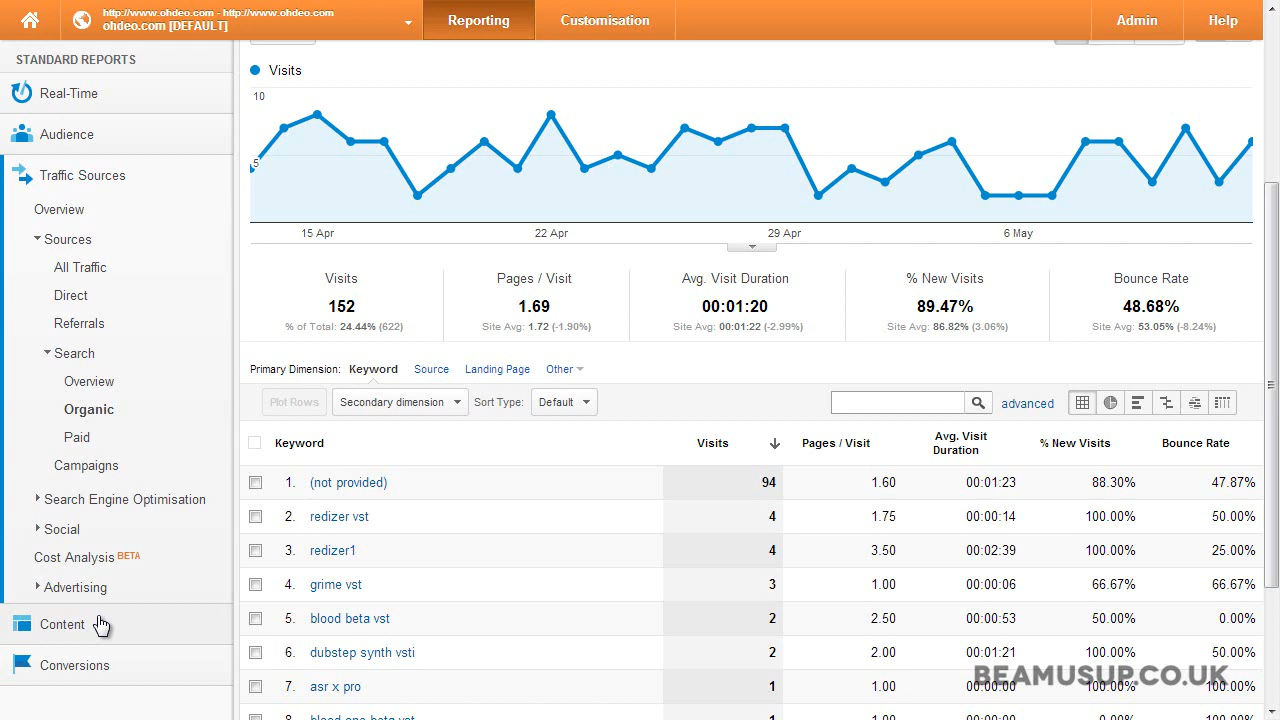 http://www.ohdeo.com - http://www.ohdeo.com
ohdeo.com [DEFAULT]
Reporting
Customisation
Admin
Help
STANDARD REPORTS
Real-Time
Audience
Traffic Sources
Overview
Sources
All Traffic
Direct
Referrals
Search
Overview
Organic
Paid
Campaigns
Search Engine Optimisation
Social
Cost Analysis BETA
Advertising
Content
Conversions
Visits
10
5
15 Apr 22 Apr 29 Apr 6 May
Visits Pages / Visit Avg. Visit Duration % New Visits Bounce Rate
152 1.69 00:01:20 89.47% 48.68%
% of Total: 24.44% (622) Site Avg: 1.72 (-1.90%) Site Avg: 00:01:22 (-2.99%) Site Avg: 86.82% (3.06%) Site Avg: 53.05% (-8.24%)
Primary Dimension: Keyword Source Landing Page Other
Plot Rows Secondary dimension Sort Type: Default advanced
Keyword Visits Pages / Visit Avg. Visit Duration % New Visits Bounce Rate
1. (not provided) 94 1.60 00:01:23 88.30% 47.87%
2. redizer vst 4 1.75 00:00:14 100.00% 50.00%
3. redizer1 4 3.50 00:02:39 100.00% 25.00%
4. grime vst 3 1.00 00:00:06 66.67% 66.67%
5. blood beta vst 2 2.50 00:00:53 50.00% 0.00%
6. dubstep synth vsti 2 2.00 00:01:21 100.00% 50.00%
7. asr x pro 1 1.00 00:00:00 100.00% 100.00%
BEAMUSUP.CO.UK